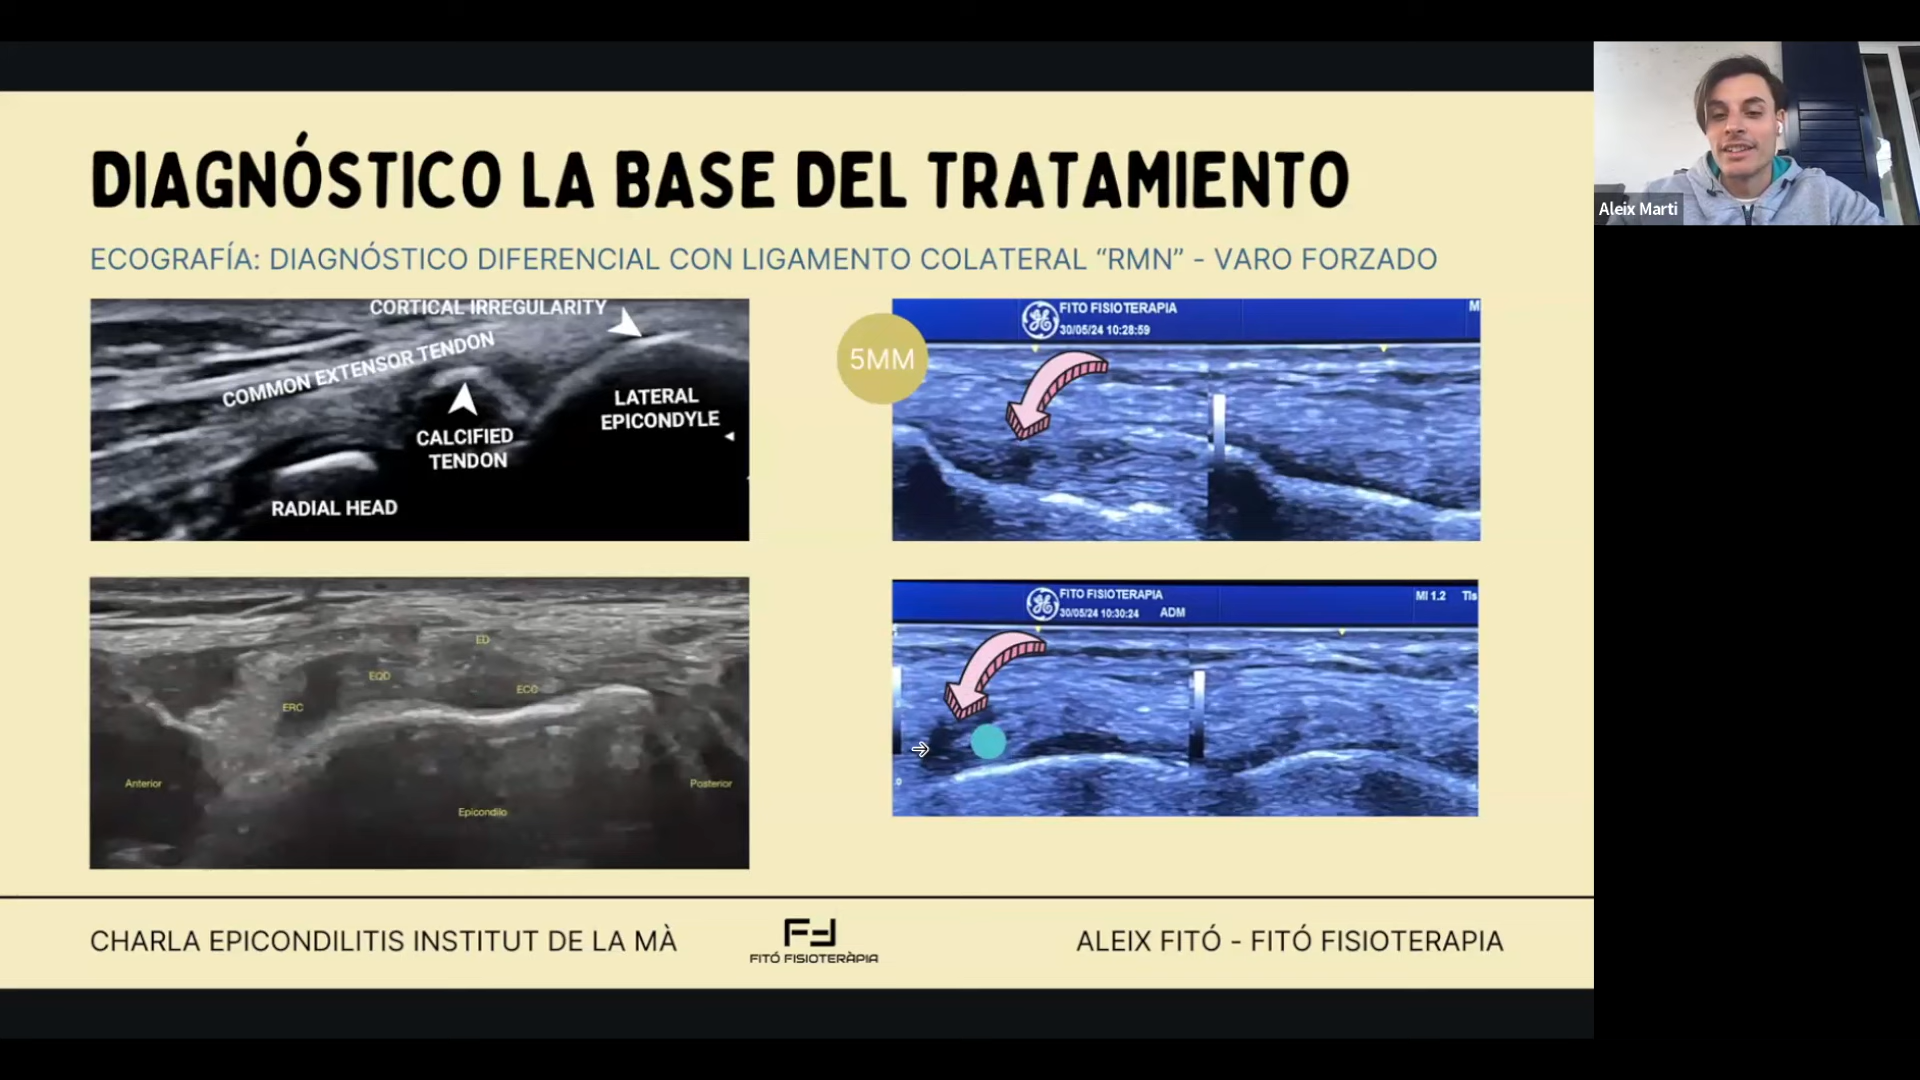 DIAGNÓSTICO LA BASE DEL TRATAMIENTO
ECOGRAFÍA: DIAGNÓSTICO DIFERENCIAL CON LIGAMENTO COLATERAL “RMN” - VARO FORZADO
CORTICAL IRREGULARITY
COMMON EXTENSOR TENDON
LATERAL
EPICONDYLE
CALCIFIED
TENDON
RADIAL HEAD
5MM
FITO FISIOTERAPIA
30/05/24 10:28:59
MI
ED
EQD
ECO
ERC
Anterior
Posterior
Epicondilo
FITO FISIOTERAPIA
30/05/24 10:30:24 ADM
MI 1.2 TIs
CHARLA EPICONDILITIS INSTITUT DE LA MÀ
FITÓ FISIOTERÀPIA
ALEIX FITÓ - FITÓ FISIOTERAPIA
Aleix Marti